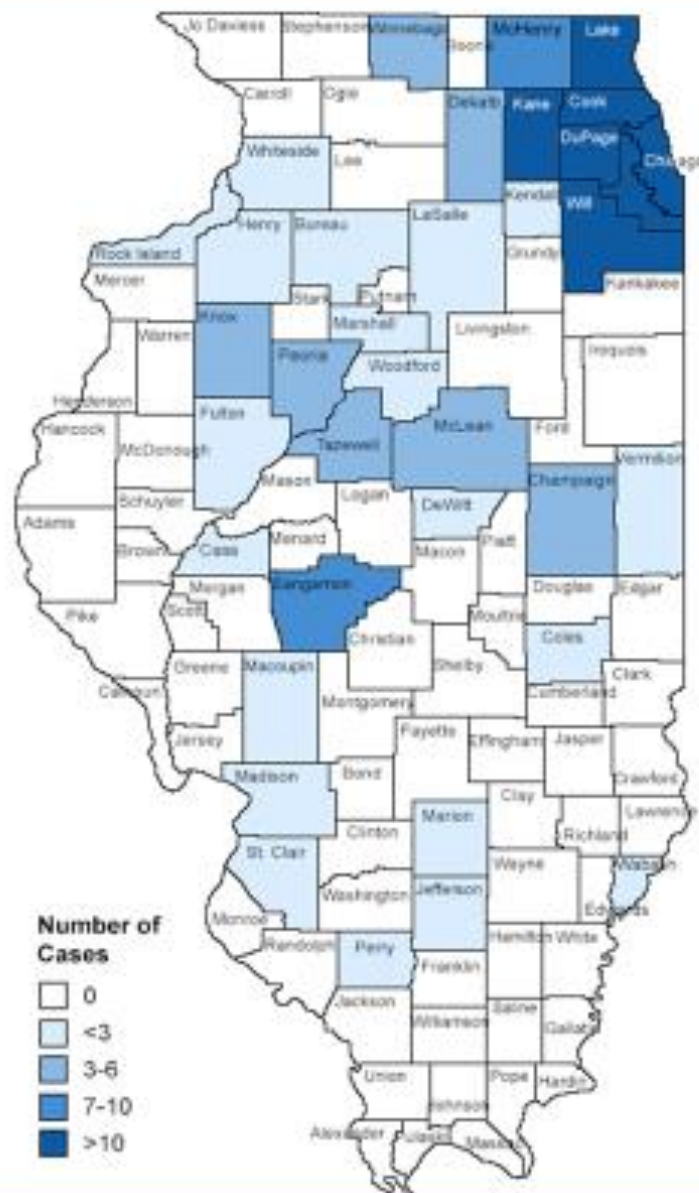 Jo Daviess
Stephenson
Winnebago
Boone
McHenry
Lake
Carroll
Ogle
Dekalb
Kane
Cook
DuPage
Chicago
Whiteside
Lee
Kendall
Will
Rock Island
Henry
Bureau
LaSalle
Grundy
Mercer
Stark
Putnam
Kankakee
Knox
Marshall
Livingston
Warren
Peoria
Woodford
Iroquois
Henderson
Fulton
Hancock
McDonough
Tazewell
McLean
Ford
Vermilion
Mason
Logan
Champaign
Schuyler
DeWitt
Adams
Brown
Cass
Menard
Macon
Piatt
Morgan
Sangamon
Douglas
Edgar
Pike
Scott
Christian
Moultrie
Coles
Greene
Macoupin
Shelby
Clark
Calhoun
Montgomery
Cumberland
Jersey
Fayette
Effingham
Jasper
Crawford
Madison
Bond
Clay
Lawrence
Marion
Richland
Clinton
St. Clair
Wayne
Wabash
Washington
Jefferson
Edwards
Monroe
Randolph
Perry
Hamilton
White
Franklin
Jackson
Williamson
Saline
Gallatin
Union
Johnson
Pope
Hardin
Alexander
Pulaski
Massac
Number of
Cases
0
<3
3-6
7-10
>10